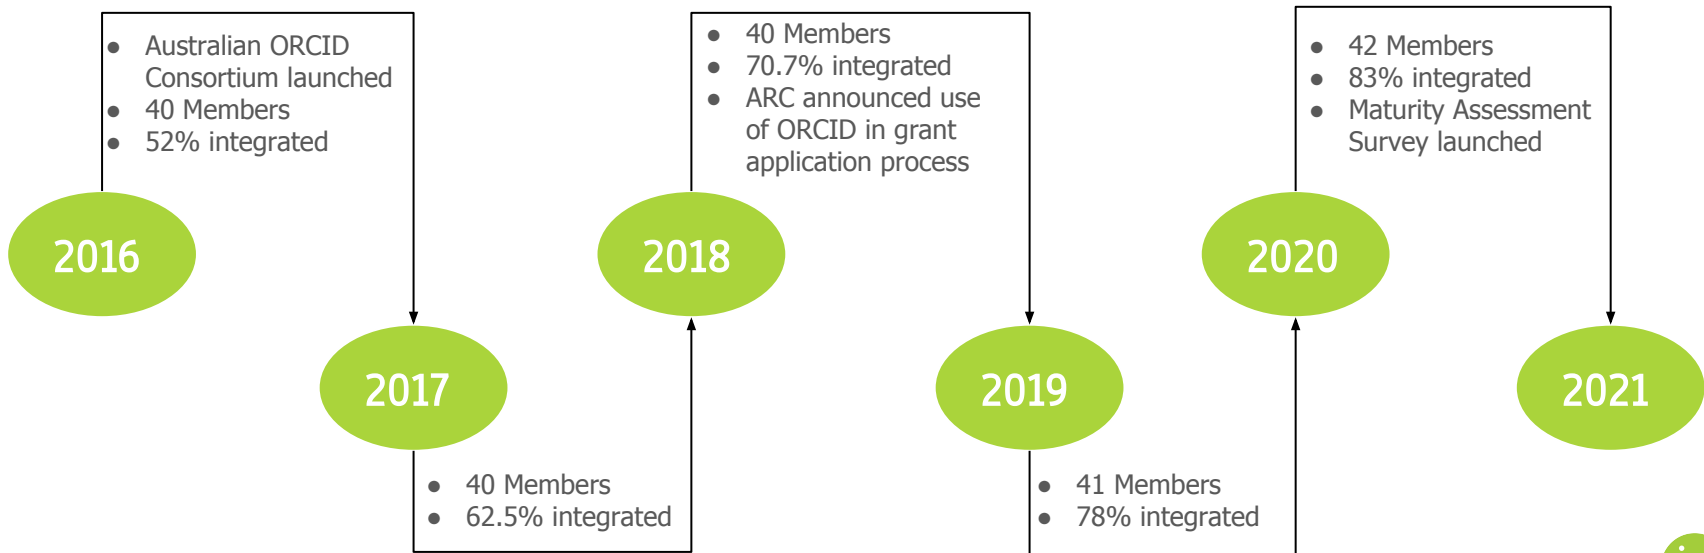 ● Australian ORCID
Consortium launched
● 40 Members
● 52% integrated
2016
2017
● 40 Members
● 62.5% integrated
● 40 Members
● 70.7% integrated
● ARC announced use
of ORCID in grant
application process
2018
2019
● 41 Members
● 78% integrated
● 42 Members
● 83% integrated
● Maturity Assessment
Survey launched
2020
2021